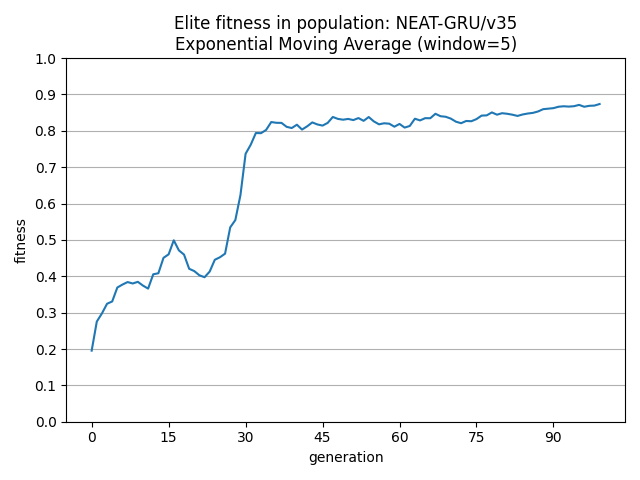 Elite fitness in population: NEAT-GRU/v35
Exponential Moving Average (window=5)
fitness
1.0
0.9
0.8
0.7
0.6
0.5
0.4
0.3
0.2
0.1
0.0
0 15 30 45 60 75 90
generation